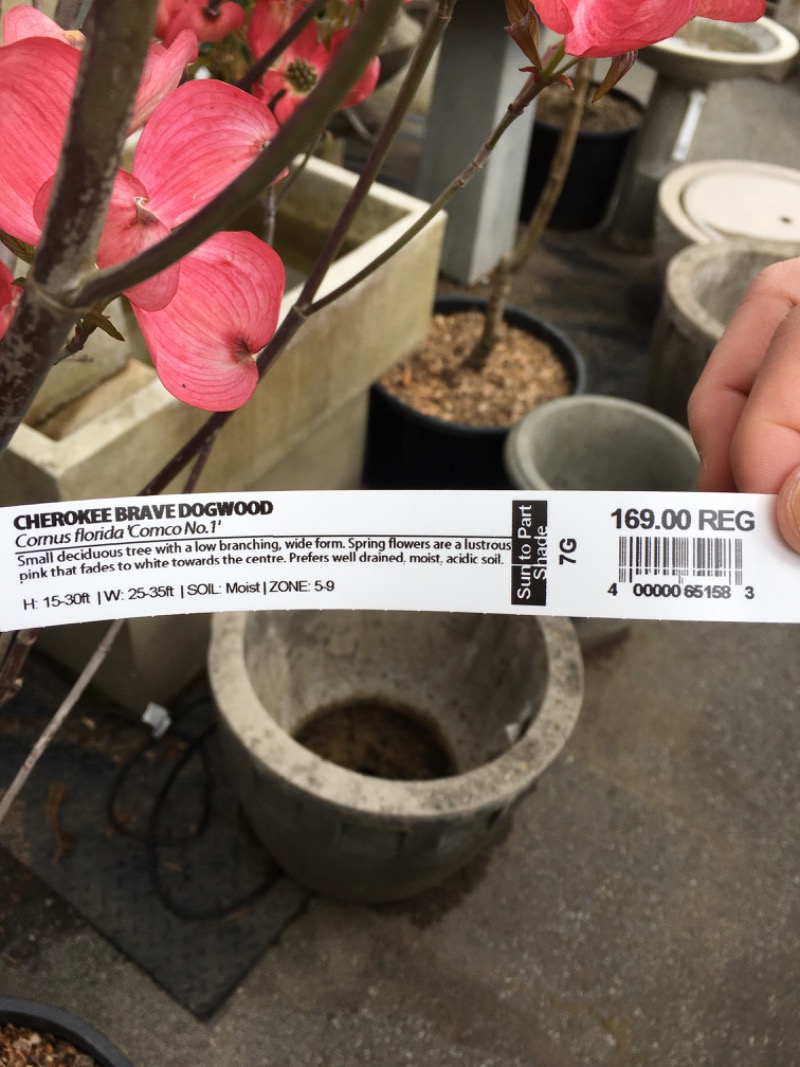 CHEROKEE BRAVE DOGWOOD
Cornus florida 'Comco No.1'
Small deciduous tree with a low branching, wide form. Spring flowers are a lustrous
pink that fades to white towards the centre. Prefers well drained, moist, acidic soil.
H: 15-30ft | W: 25-35ft | SOIL: Moist | ZONE: 5-9
Sun to Part
Shade
7G
169.00 REG
4 00000 65158 3